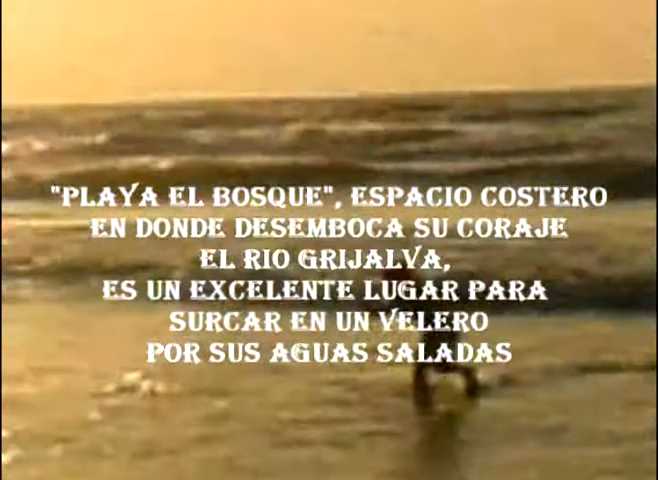 "PLAYA EL BOSQUE", ESPACIO COSTERO
EN DONDE DESEMBOCA SU CORAJE
EL RIO GRIJALVA,
ES UN EXCELENTE LUGAR PARA
SURCAR EN UN VELERO
POR SUS AGUAS SALADAS